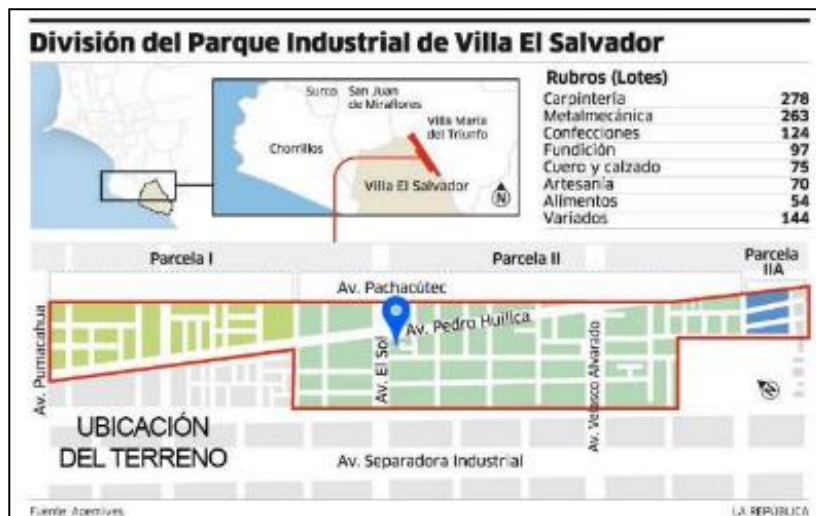 División del Parque Industrial de Villa El Salvador
Surco
San Juan
de Miraflores
Villa María
del Triunfo
Chorrillos
Villa El Salvador
N
Rubros (Lotes)
Carpintería 278
Metalmecánica 263
Confecciones 124
Fundición 97
Cuero y calzado 75
Artesanía 70
Alimentos 54
Variados 144
Parcela I
Parcela II
Parcela
IIA
Av. Pachacútec
Av. Pedro Huillca
Av. Pumacahua
Av. El Sol
Av. Velasco Alvarado
N
UBICACIÓN
DEL TERRENO
Av. Separadora Industrial
Fuente: Apemives.
LA REPÚBLICA